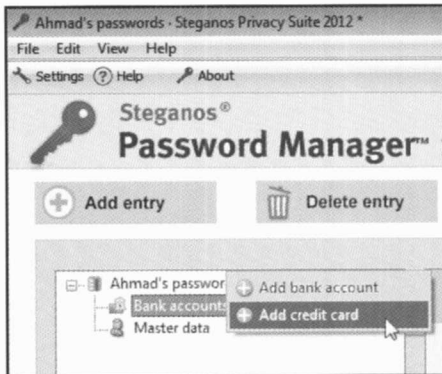 Ahmad's passwords - Steganos Privacy Suite 2012 *
File Edit View Help
Settings ? Help About
Steganos®
Password Manager™
Add entry Delete entry
Ahmad's passwor
Bank accounts Add bank account
Add credit card
Master data